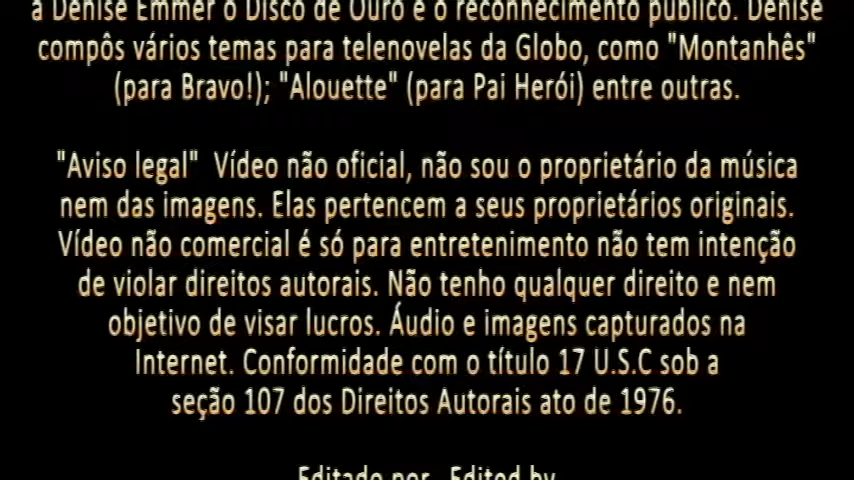 a Denise Emmer o Disco de Ouro e o reconhecimento público. Denise
compôs vários temas para telenovelas da Globo, como "Montanhês"
(para Bravo!); "Alouette" (para Pai Herói) entre outras.
"Aviso legal"  Vídeo não oficial, não sou o proprietário da música
nem das imagens. Elas pertencem a seus proprietários originais.
Vídeo não comercial é só para entretenimento não tem intenção
de violar direitos autorais. Não tenho qualquer direito e nem
objetivo de visar lucros. Áudio e imagens capturados na
Internet. Conformidade com o título 17 U.S.C sob a
seção 107 dos Direitos Autorais ato de 1976.
Editado por  Edited by